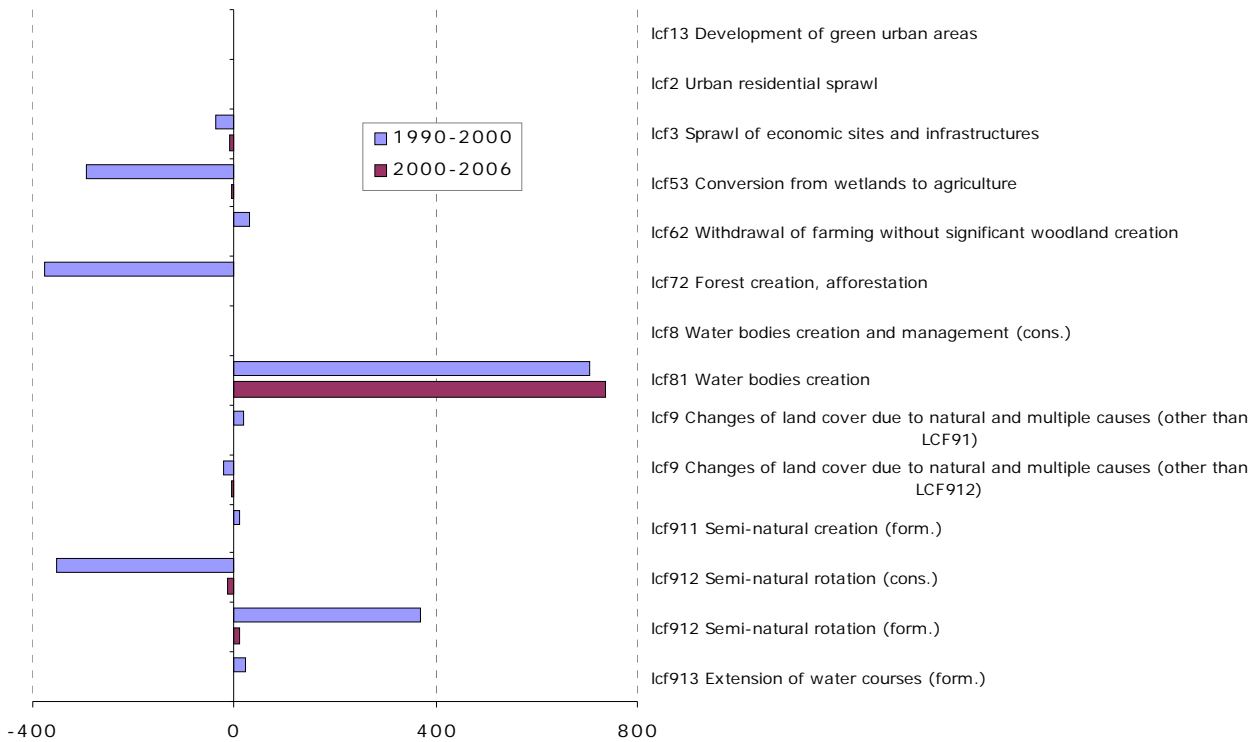 lcf13 Development of green urban areas
lcf2 Urban residential sprawl
1990-2000
lcf3 Sprawl of economic sites and infrastructures
2000-2006
lcf53 Conversion from wetlands to agriculture
lcf62 Withdrawal of farming without significant woodland creation
lcf72 Forest creation, afforestation
lcf8 Water bodies creation and management (cons.)
lcf81 Water bodies creation
lcf9 Changes of land cover due to natural and multiple causes (other than
LCF91)
lcf9 Changes of land cover due to natural and multiple causes (other than
LCF912)
lcf911 Semi-natural creation (form.)
lcf912 Semi-natural rotation (cons.)
lcf912 Semi-natural rotation (form.)
lcf913 Extension of water courses (form.)
-400 0 400 800